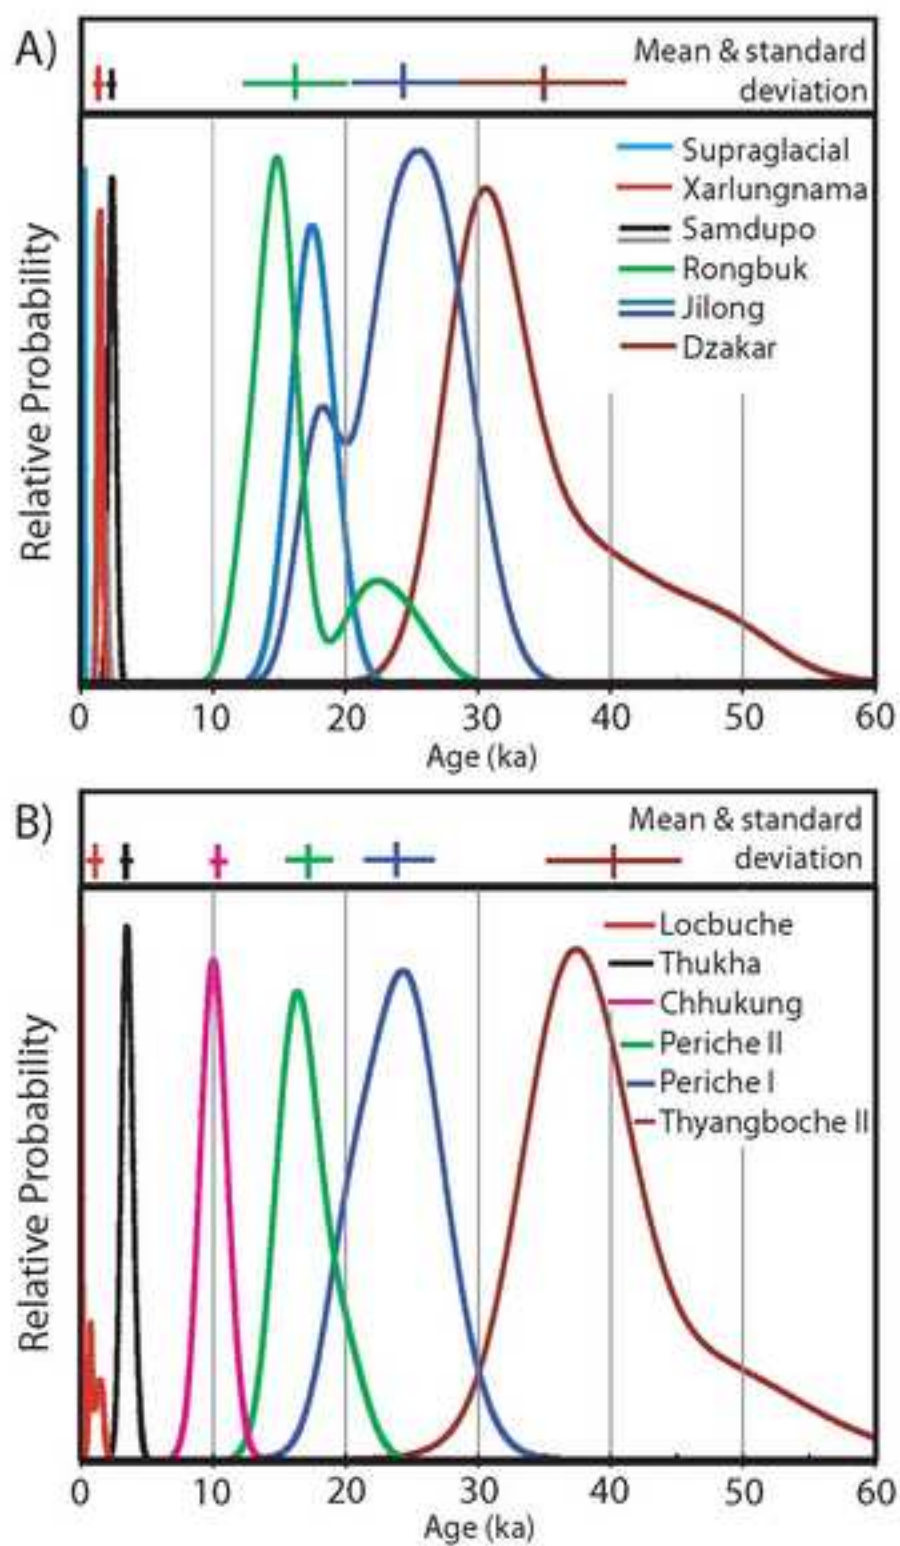 A)
Mean & standard
deviation
Supraglacial
Xarlungnama
Samdupo
Rongbuk
Jilong
Dzakar
Relative Probability
0 10 20 30 40 50 60
Age (ka)
B)
Mean & standard
deviation
Locbuche
Thukha
Chhukung
Periche II
Periche I
Thyangboche II
Relative Probability
0 10 20 30 40 50 60
Age (ka)